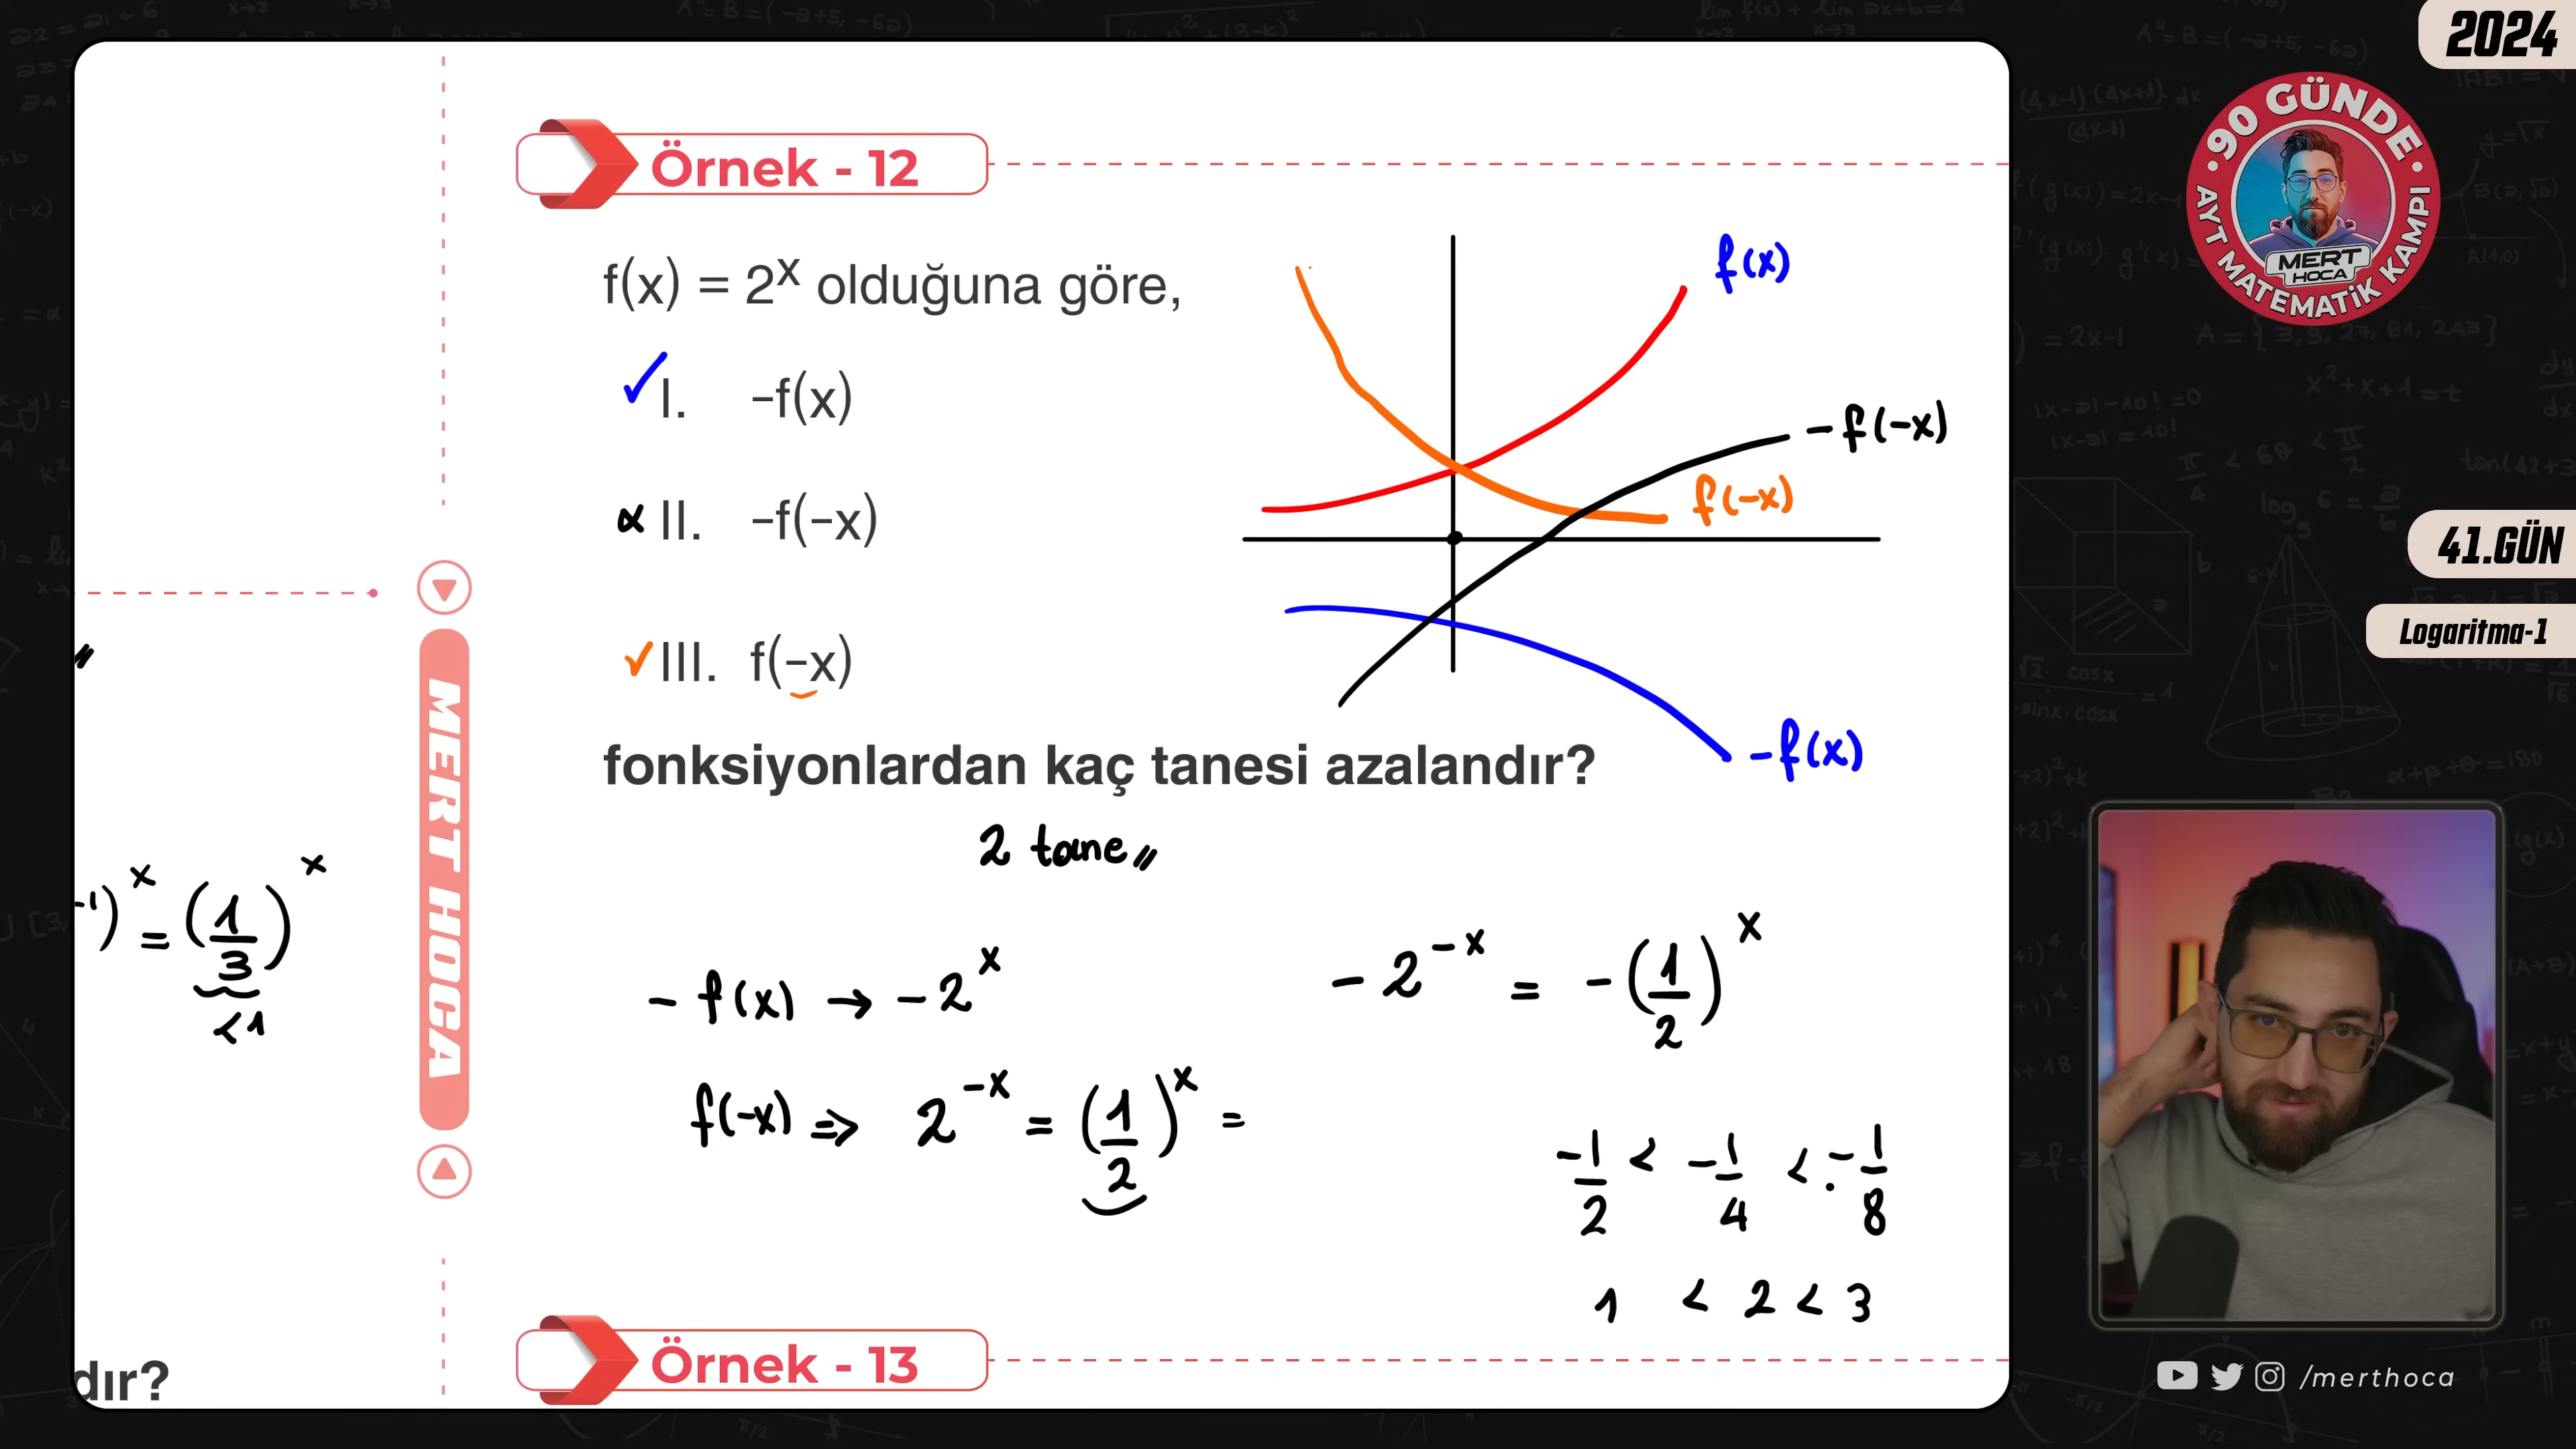 2024
90 GÜNDE
AYT MATEMATİK KAMPI
MERT
HOCA
41.GÜN
Logaritma-1
Örnek - 12
f(x) = 2^x olduğuna göre,
✓ I. -f(x)
x II. -f(-x)
✓ III. f(-x)
fonksiyonlardan kaç tanesi azalandır?
2 tane //
f(x)
-f(-x)
f(-x)
-f(x)
- f(x) → -2^x
f(-x) ⇒ 2^-x = (1/2)^x =
-2^-x = -(1/2)^x
-1/2 < -1/4 < -1/8
1 < 2 < 3
-1)^x = (1/3)^x
<1
MERT HOCA
dır?
Örnek - 13
/merthoca